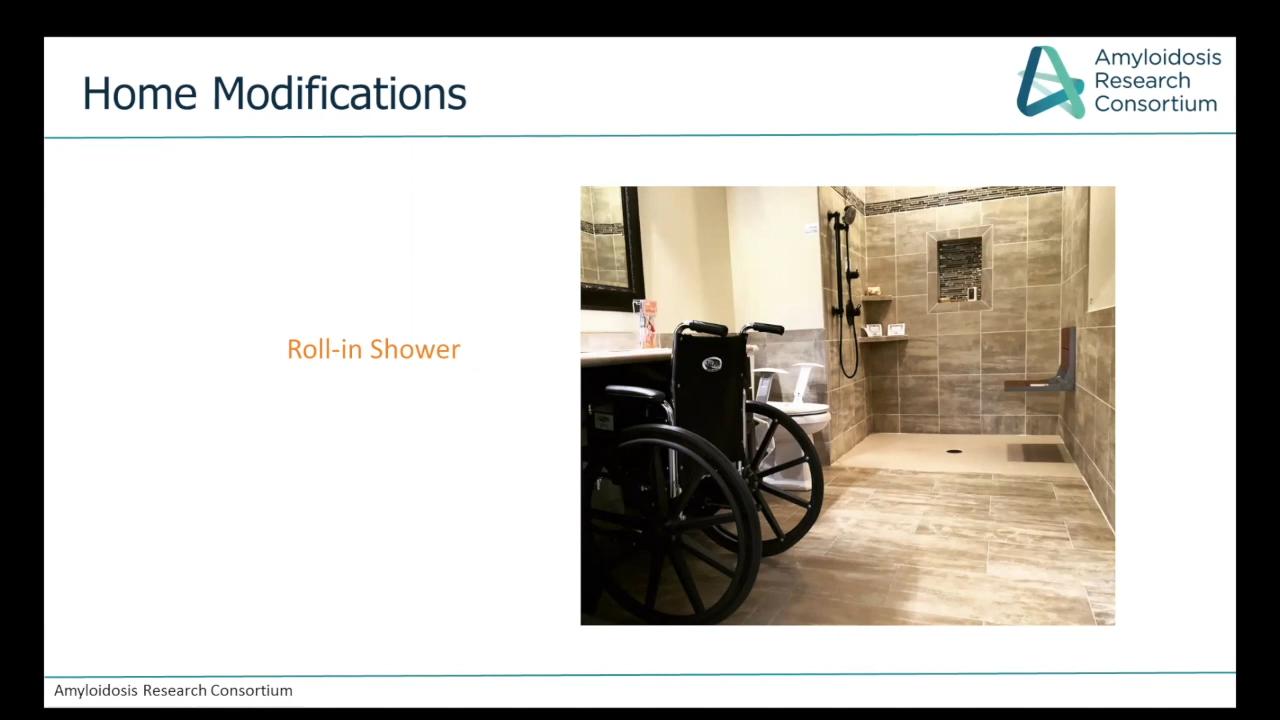 Home Modifications
Amyloidosis
Research
Consortium
Roll-in Shower
Amyloidosis Research Consortium